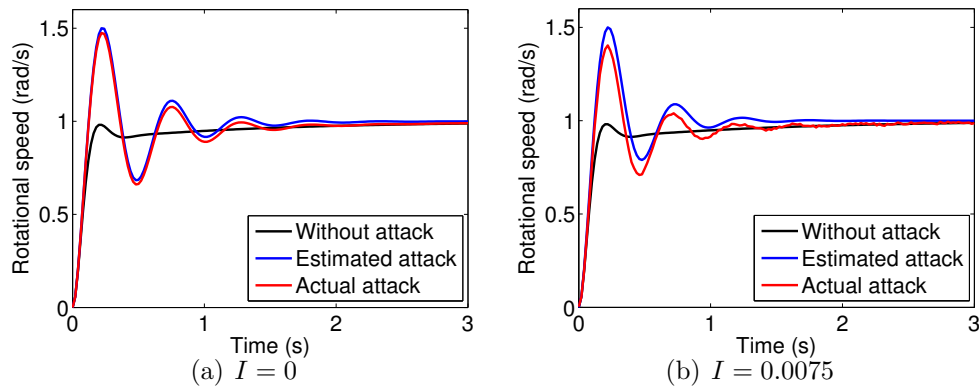 Rotational speed (rad/s)
1.5
1
0.5
0
0
1
2
3
Time (s)
Without attack
Estimated attack
Actual attack
(a) I = 0
Rotational speed (rad/s)
1.5
1
0.5
0
0
1
2
3
Time (s)
Without attack
Estimated attack
Actual attack
(b) I = 0.0075